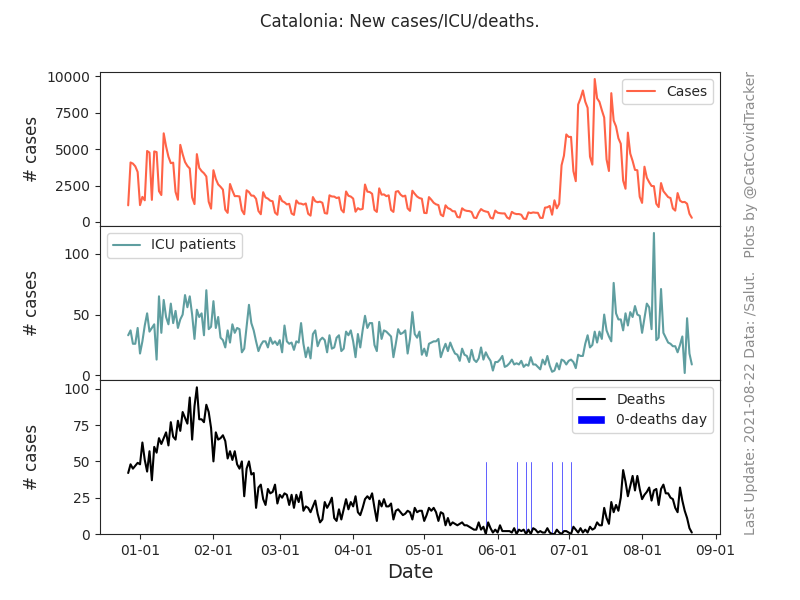 Catalonia: New cases/ICU/deaths.
10000
7500
5000
2500
0
# cases
Cases
100
50
0
# cases
ICU patients
100
75
50
25
0
# cases
Deaths
0-deaths day
01-01 02-01 03-01 04-01 05-01 06-01 07-01 08-01 09-01
Date
Last Update: 2021-08-22 Data: /Salut. Plots by @CatCovidTracker